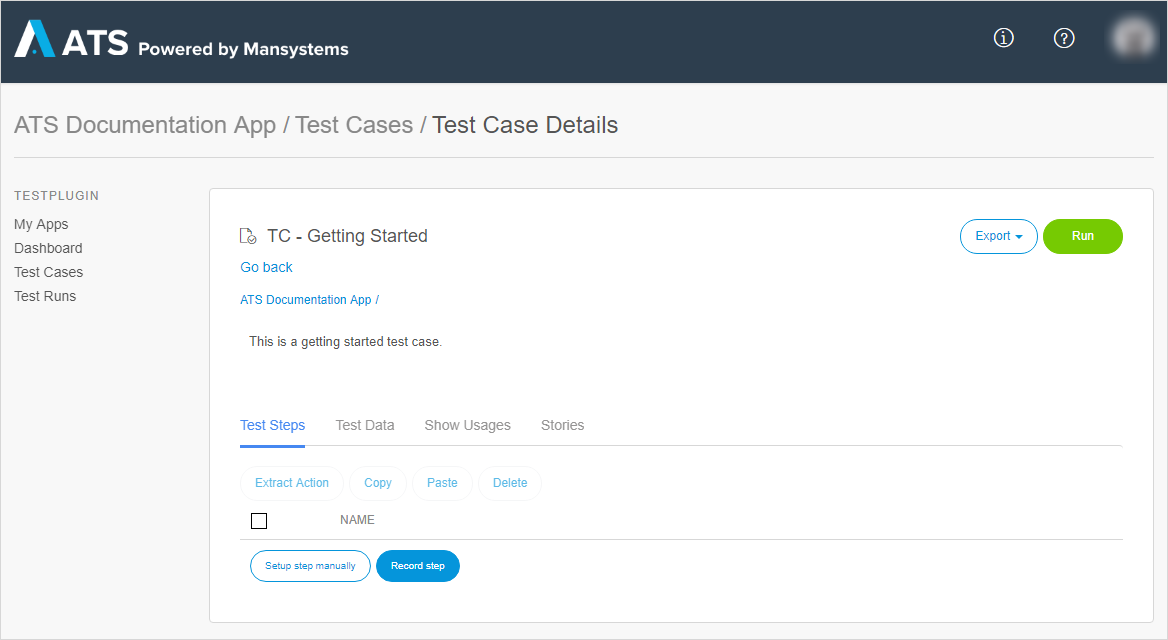 ATS Powered by Mansystems
ATS Documentation App / Test Cases / Test Case Details
TESTPLUGIN
My Apps
Dashboard
Test Cases
Test Runs
TC - Getting Started
Export
Run
Go back
ATS Documentation App /
This is a getting started test case.
Test Steps Test Data Show Usages Stories
Extract Action Copy Paste Delete
NAME
Setup step manually Record step